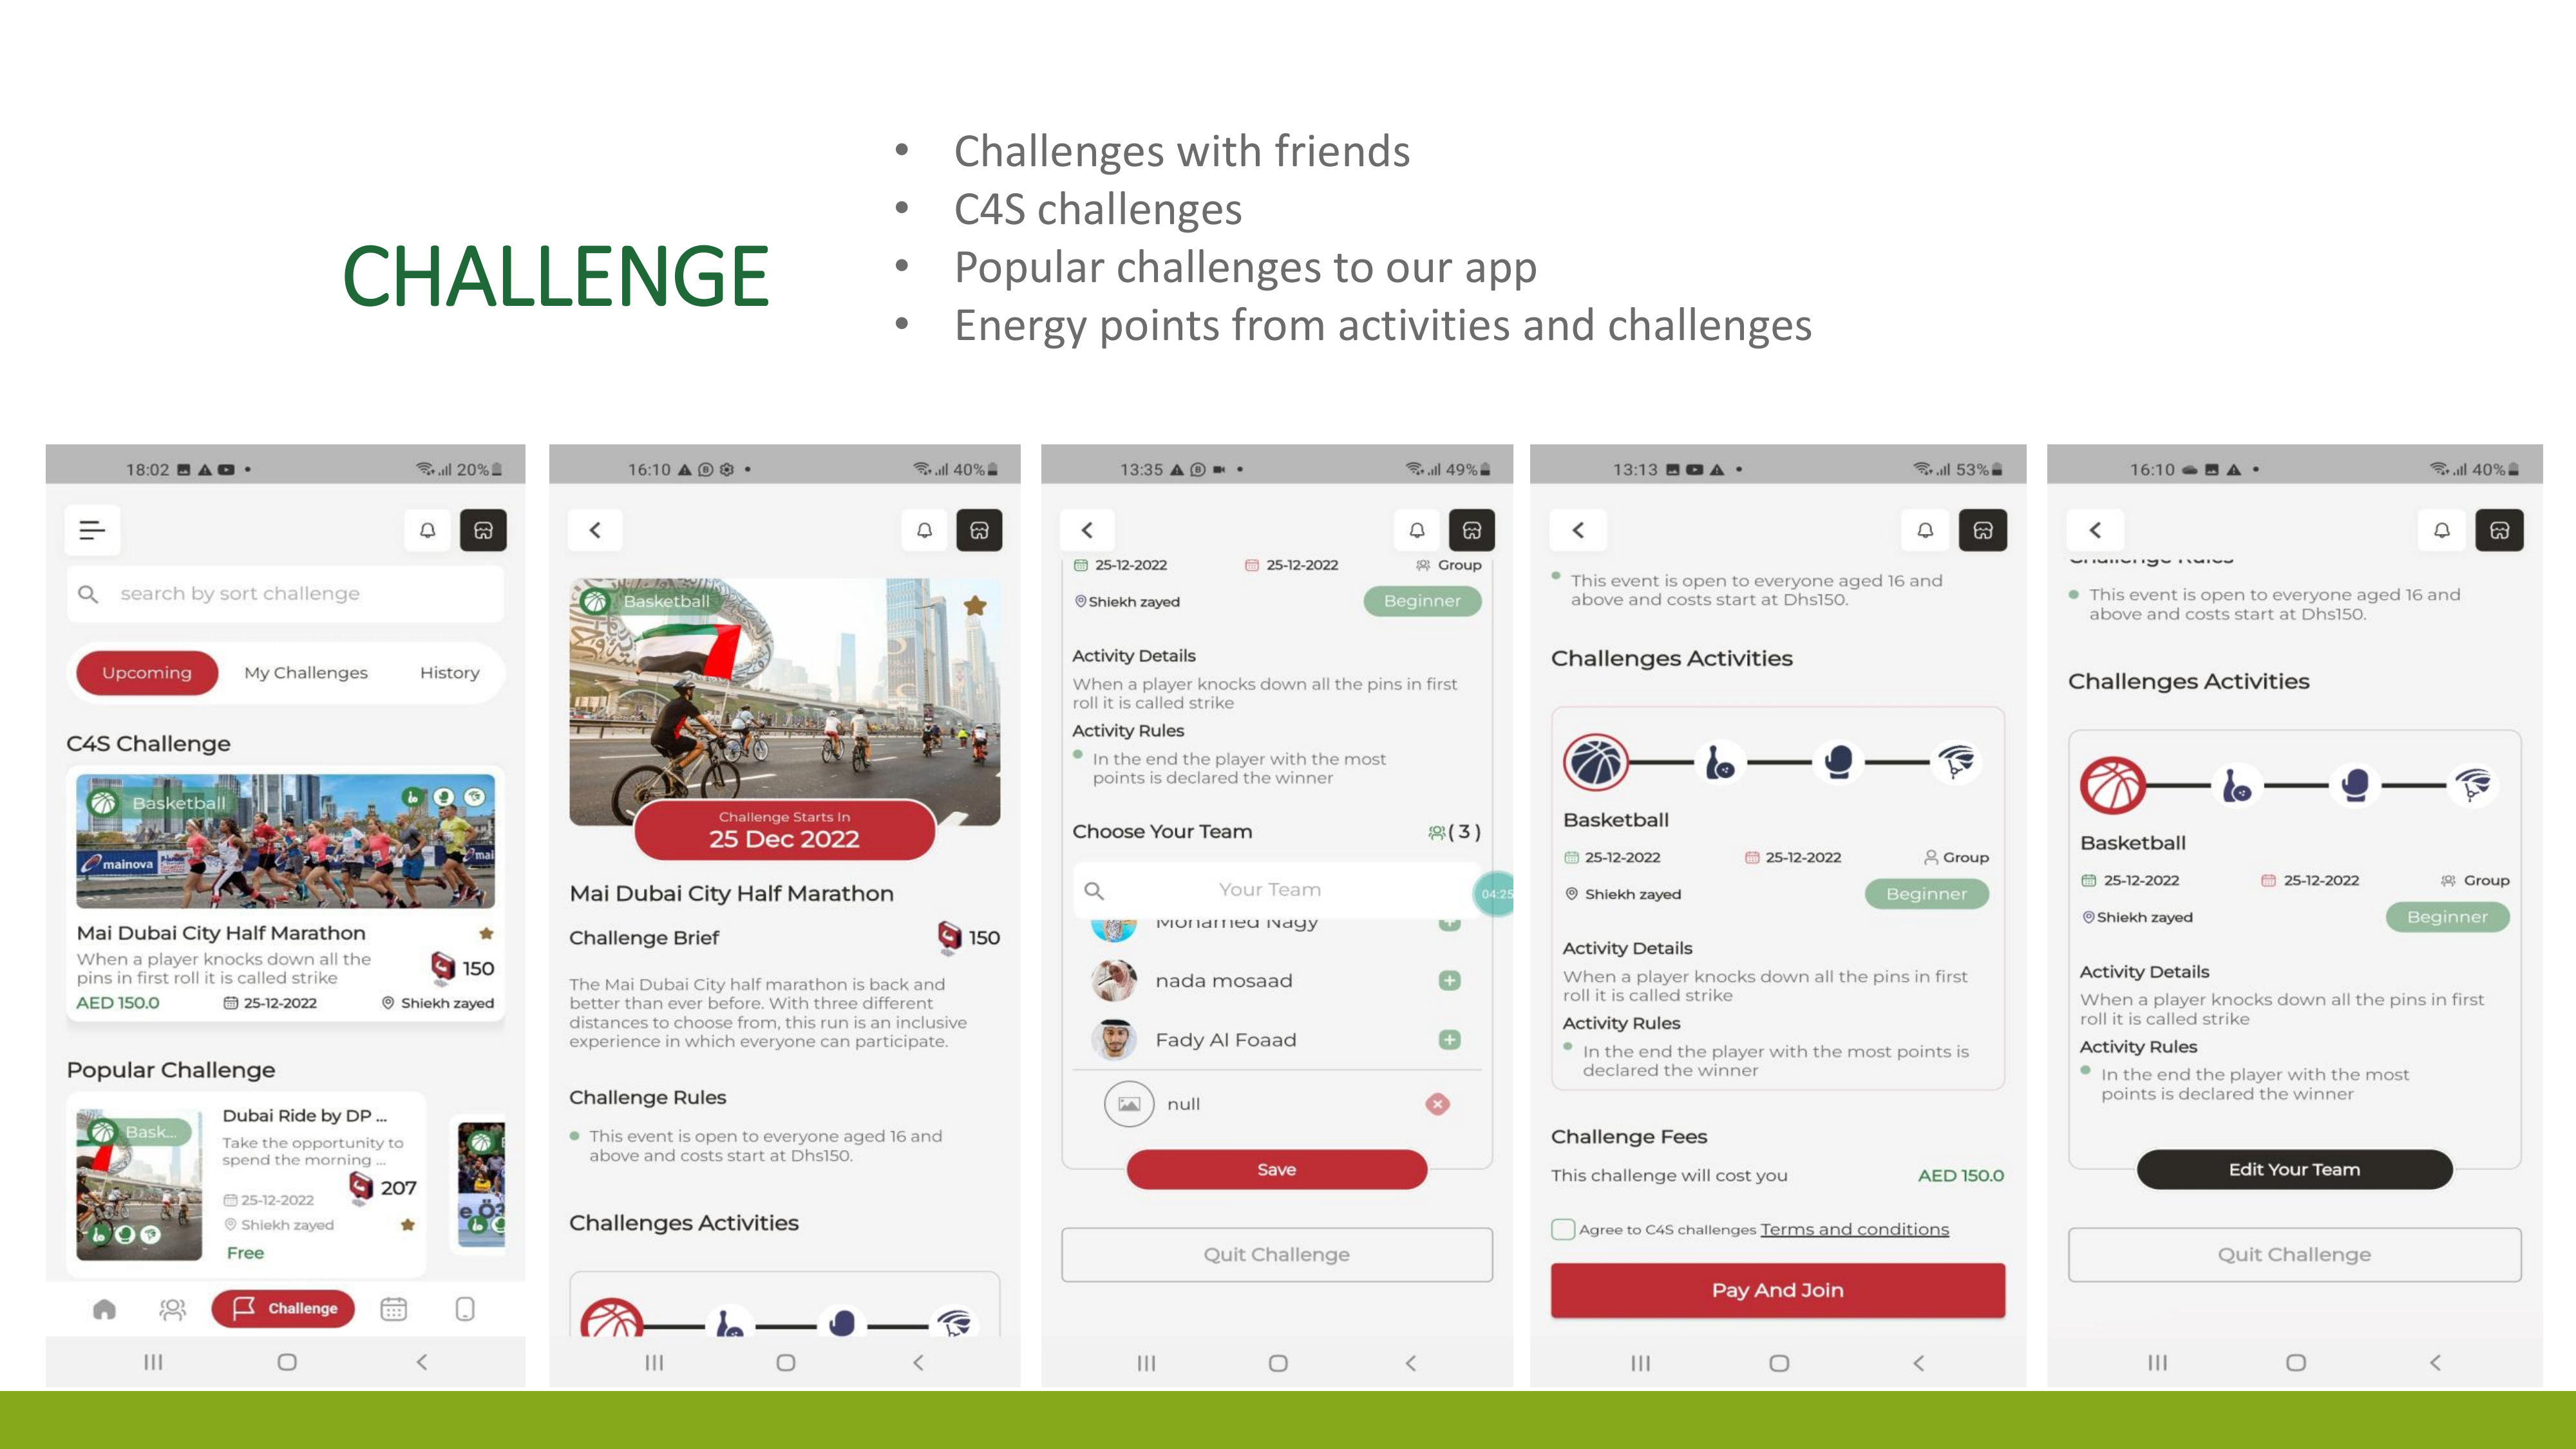 CHALLENGE
• Challenges with friends
• C4S challenges
• Popular challenges to our app
• Energy points from activities and challenges
18:02
20%
search by sort challenge
Upcoming My Challenges History
C4S Challenge
Basketball
mainova
Mai Dubai City Half Marathon
When a player knocks down all the
pins in first roll it is called strike
150
AED 150.0 25-12-2022 Shiekh zayed
Popular Challenge
Bask...
Dubai Ride by DP ...
Take the opportunity to
spend the morning ...
207
25-12-2022
Shiekh zayed
Free
Challenge
16:10
40%
Basketball
Challenge Starts In
25 Dec 2022
Mai Dubai City Half Marathon
Challenge Brief 150
The Mai Dubai City half marathon is back and
better than ever before. With three different
distances to choose from, this run is an inclusive
experience in which everyone can participate.
Challenge Rules
• This event is open to everyone aged 16 and
above and costs start at Dhs150.
Challenges Activities
13:35
49%
25-12-2022 25-12-2022 Group
Shiekh zayed Beginner
Activity Details
When a player knocks down all the pins in first
roll it is called strike
Activity Rules
• In the end the player with the most
points is declared the winner
Choose Your Team (3)
Your Team
04:25
Mohamed Nagy
nada mosaad
Fady Al Foaad
null
Save
Quit Challenge
13:13
53%
• This event is open to everyone aged 16 and
above and costs start at Dhs150.
Challenges Activities
Basketball
25-12-2022 25-12-2022 Group
Shiekh zayed Beginner
Activity Details
When a player knocks down all the pins in first
roll it is called strike
Activity Rules
• In the end the player with the most points is
declared the winner
Challenge Fees
This challenge will cost you AED 150.0
Agree to C4S challenges Terms and conditions
Pay And Join
16:10
40%
Challenge Rules
• This event is open to everyone aged 16 and
above and costs start at Dhs150.
Challenges Activities
Basketball
25-12-2022 25-12-2022 Group
Shiekh zayed Beginner
Activity Details
When a player knocks down all the pins in first
roll it is called strike
Activity Rules
• In the end the player with the most
points is declared the winner
Edit Your Team
Quit Challenge